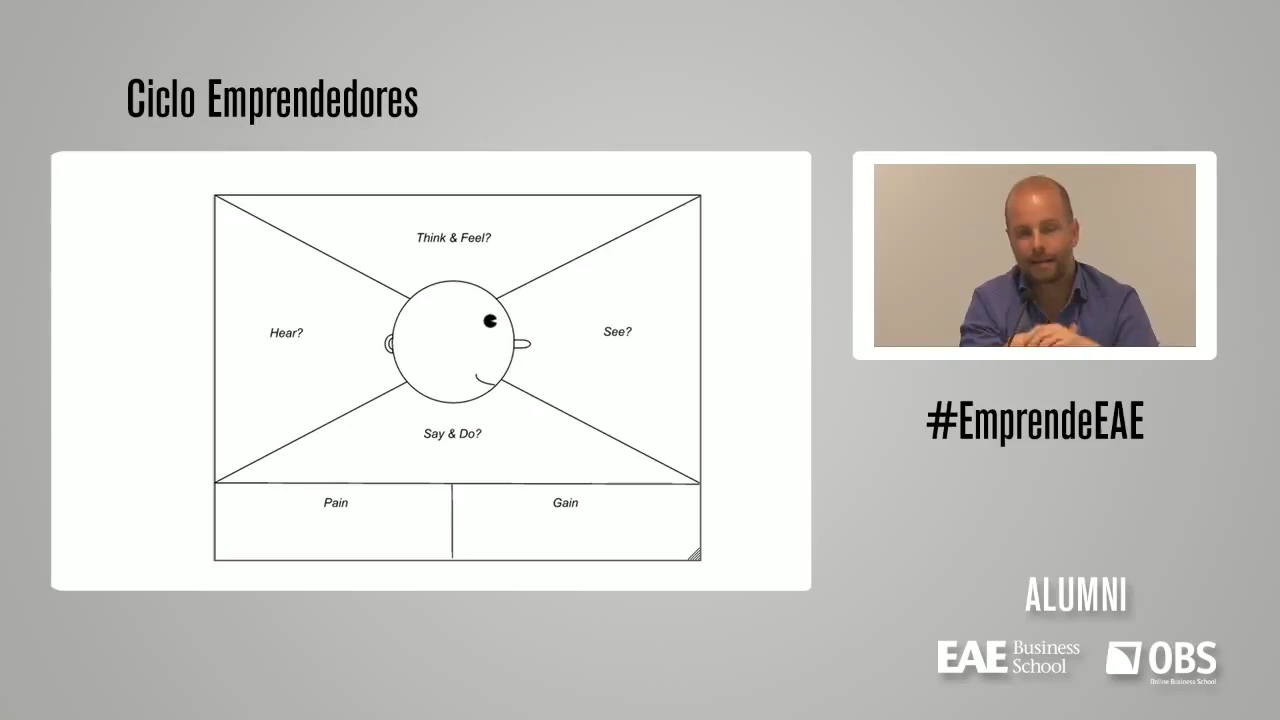 Ciclo Emprendedores
Think & Feel?
Hear?
See?
Say & Do?
Pain
Gain
#EmprendeEAE
ALUMNI
EAE Business School
OBS
Online Business School